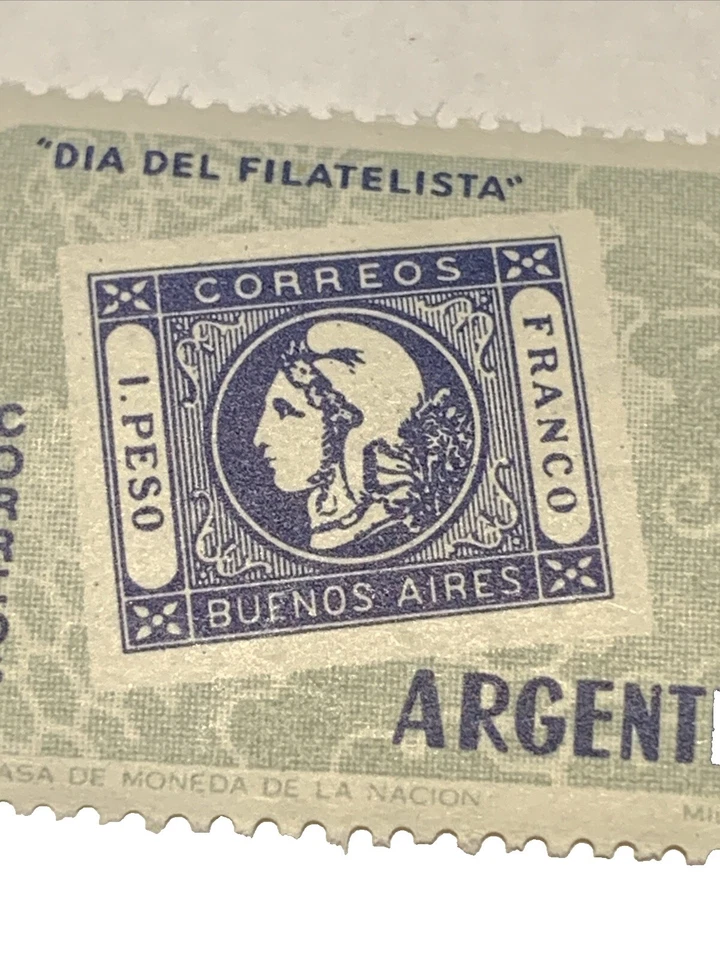 "DIA DEL FILATELISTA"
CORREOS
1. PESO
FRANCO
BUENOS AIRES
ARGENT
ASA DE MONEDA DE LA NACION